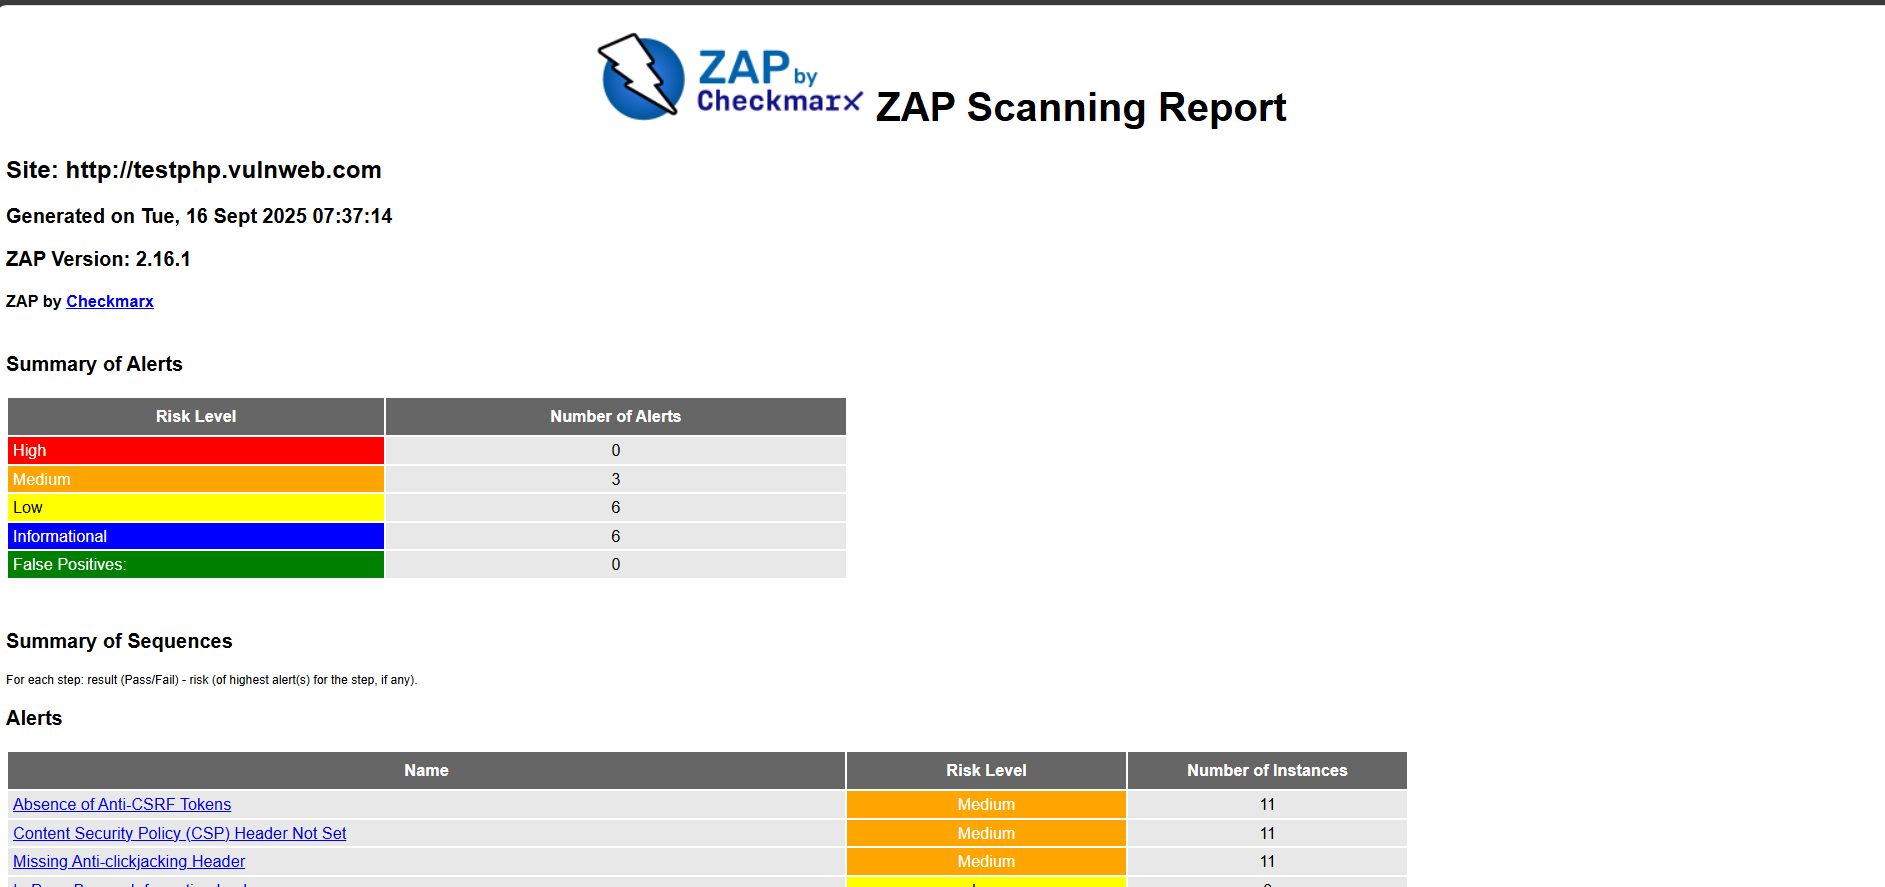 ZAP by
Checkmarx ZAP Scanning Report
Site: http://testphp.vulnweb.com
Generated on Tue, 16 Sept 2025 07:37:14
ZAP Version: 2.16.1
ZAP by Checkmarx
Summary of Alerts
Risk Level Number of Alerts
High 0
Medium 3
Low 6
Informational 6
False Positives: 0
Summary of Sequences
For each step: result (Pass/Fail) - risk (of highest alert(s) for the step, if any).
Alerts
Name Risk Level Number of Instances
Absence of Anti-CSRF Tokens Medium 11
Content Security Policy (CSP) Header Not Set Medium 11
Missing Anti-clickjacking Header Medium 11